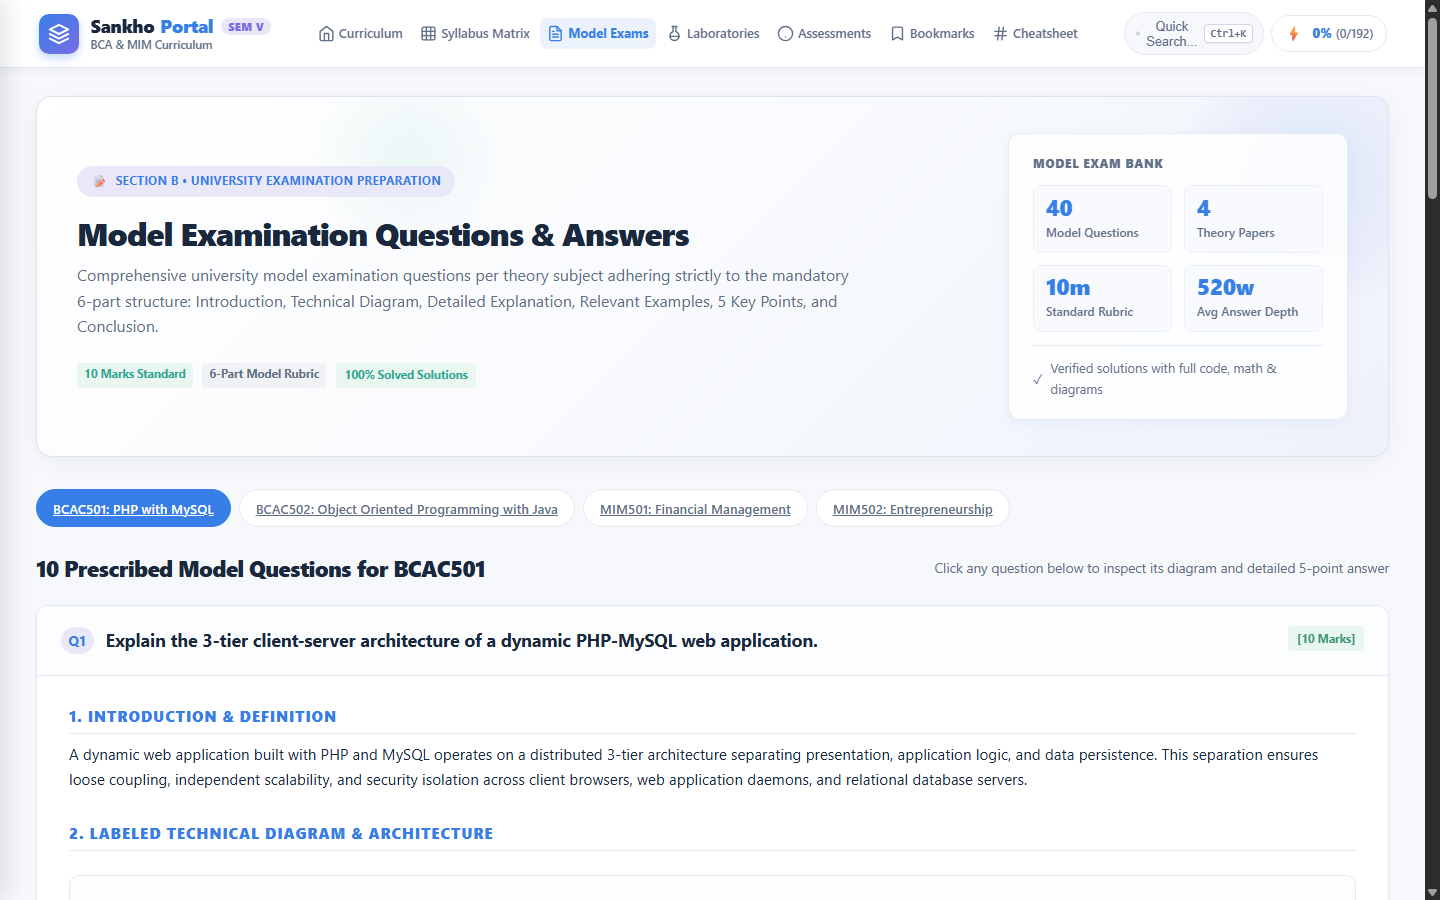 Sankho Portal SEM V
BCA & MIM Curriculum
Curriculum
Syllabus Matrix
Model Exams
Laboratories
Assessments
Bookmarks
Cheatsheet
Quick
Search...
Ctrl+K
0% (0/192)
SECTION B • UNIVERSITY EXAMINATION PREPARATION
Model Examination Questions & Answers
Comprehensive university model examination questions per theory subject adhering strictly to the mandatory
6-part structure: Introduction, Technical Diagram, Detailed Explanation, Relevant Examples, 5 Key Points, and
Conclusion.
10 Marks Standard
6-Part Model Rubric
100% Solved Solutions
MODEL EXAM BANK
40
Model Questions
4
Theory Papers
10m
Standard Rubric
520w
Avg Answer Depth
✓ Verified solutions with full code, math &
diagrams
BCAC501: PHP with MySQL
BCAC502: Object Oriented Programming with Java
MIM501: Financial Management
MIM502: Entrepreneurship
10 Prescribed Model Questions for BCAC501
Click any question below to inspect its diagram and detailed 5-point answer
Q1 Explain the 3-tier client-server architecture of a dynamic PHP-MySQL web application.
[10 Marks]
1. INTRODUCTION & DEFINITION
A dynamic web application built with PHP and MySQL operates on a distributed 3-tier architecture separating presentation, application logic, and data persistence. This separation ensures
loose coupling, independent scalability, and security isolation across client browsers, web application daemons, and relational database servers.
2. LABELED TECHNICAL DIAGRAM & ARCHITECTURE